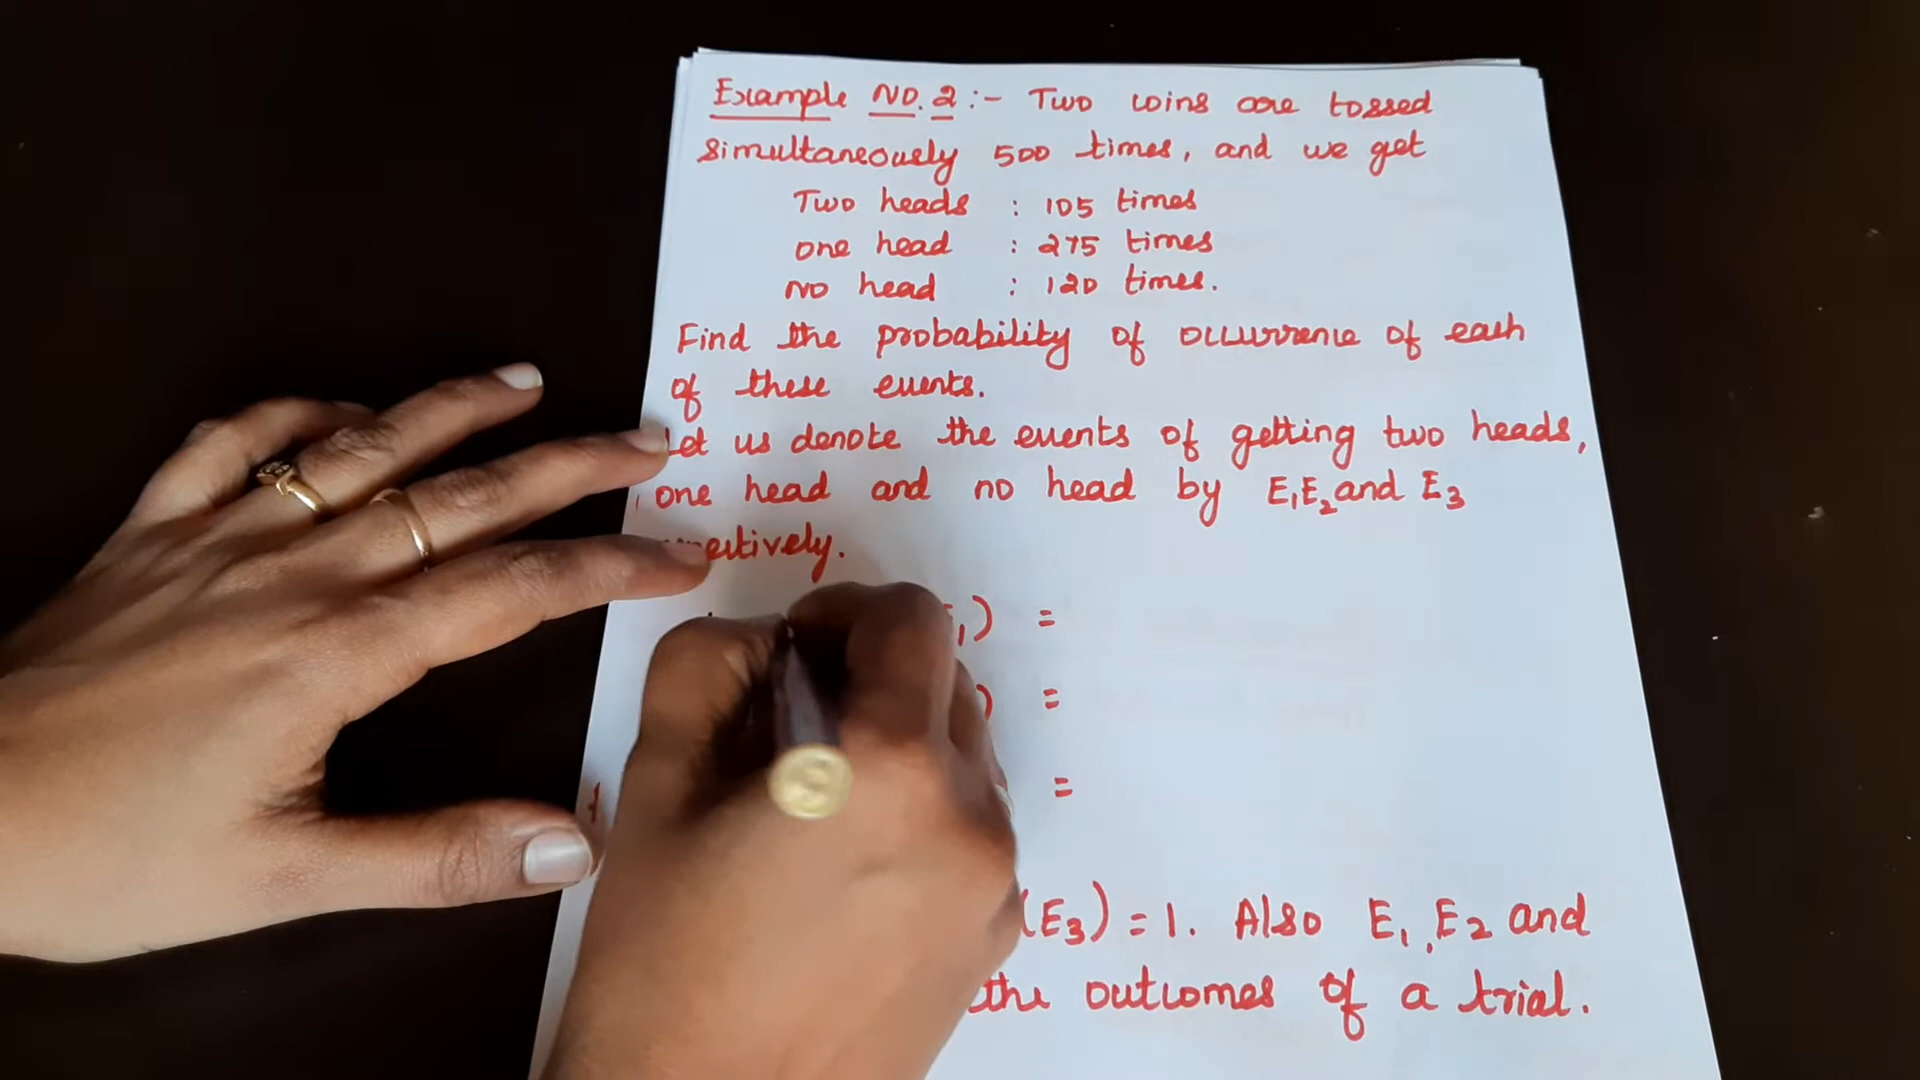 Example No. 2 :- Two coins are tossed
simultaneously 500 times, and we get
Two heads : 105 times
one head : 275 times
No head : 120 times.
Find the probability of occurrence of each
of these events.
Let us denote the events of getting two heads,
one head and no head by E₁,E₂ and E₃
) =
) =
=
(E₃) = 1. Also E₁, E₂ and
the outcomes of a trial.